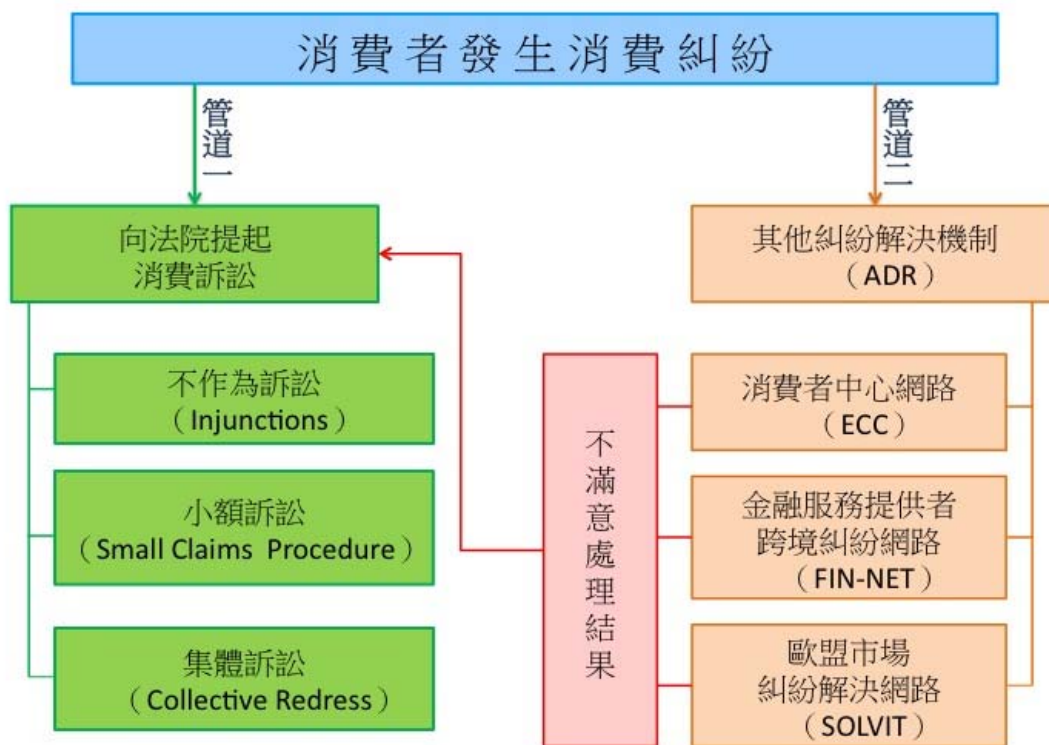 消費者發生消費糾紛
管道一
管道二
向法院提起
消費訴訟
其他糾紛解決機制
（ADR）
不作為訴訟
（Injunctions）
小額訴訟
（Small Claims Procedure）
集體訴訟
（Collective Redress）
不滿意處理結果
消費者中心網路
（ECC）
金融服務提供者
跨境糾紛網路
（FIN-NET）
歐盟市場
糾紛解決網路
（SOLVIT）